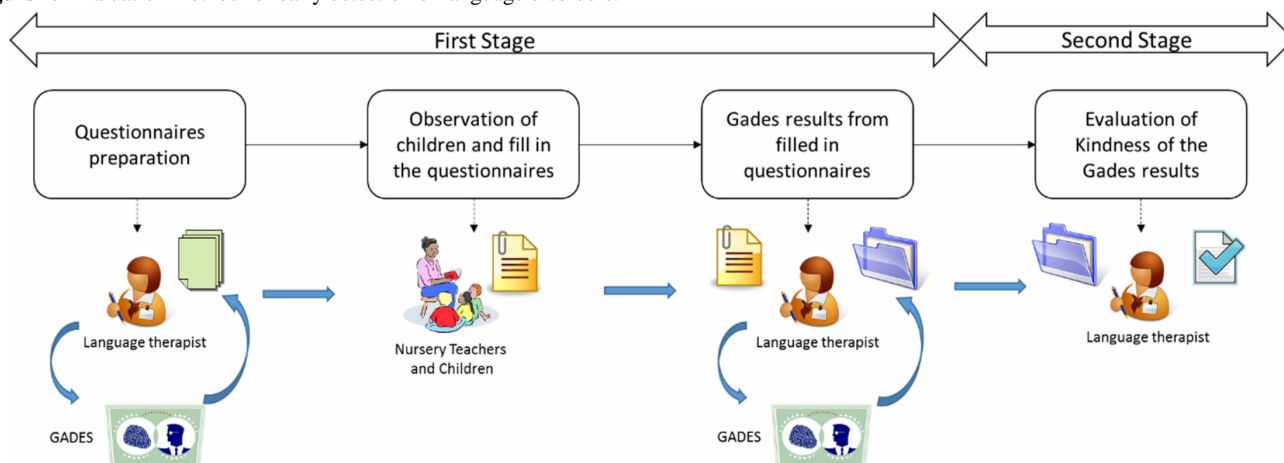 First Stage
Second Stage
Questionnaires
preparation
Observation of
children and fill in
the questionnaires
Gades results from
filled in
questionnaires
Evaluation of
Kindness of the
Gades results
Language therapist
Nursery Teachers
and Children
Language therapist
Language therapist
GADES
GADES